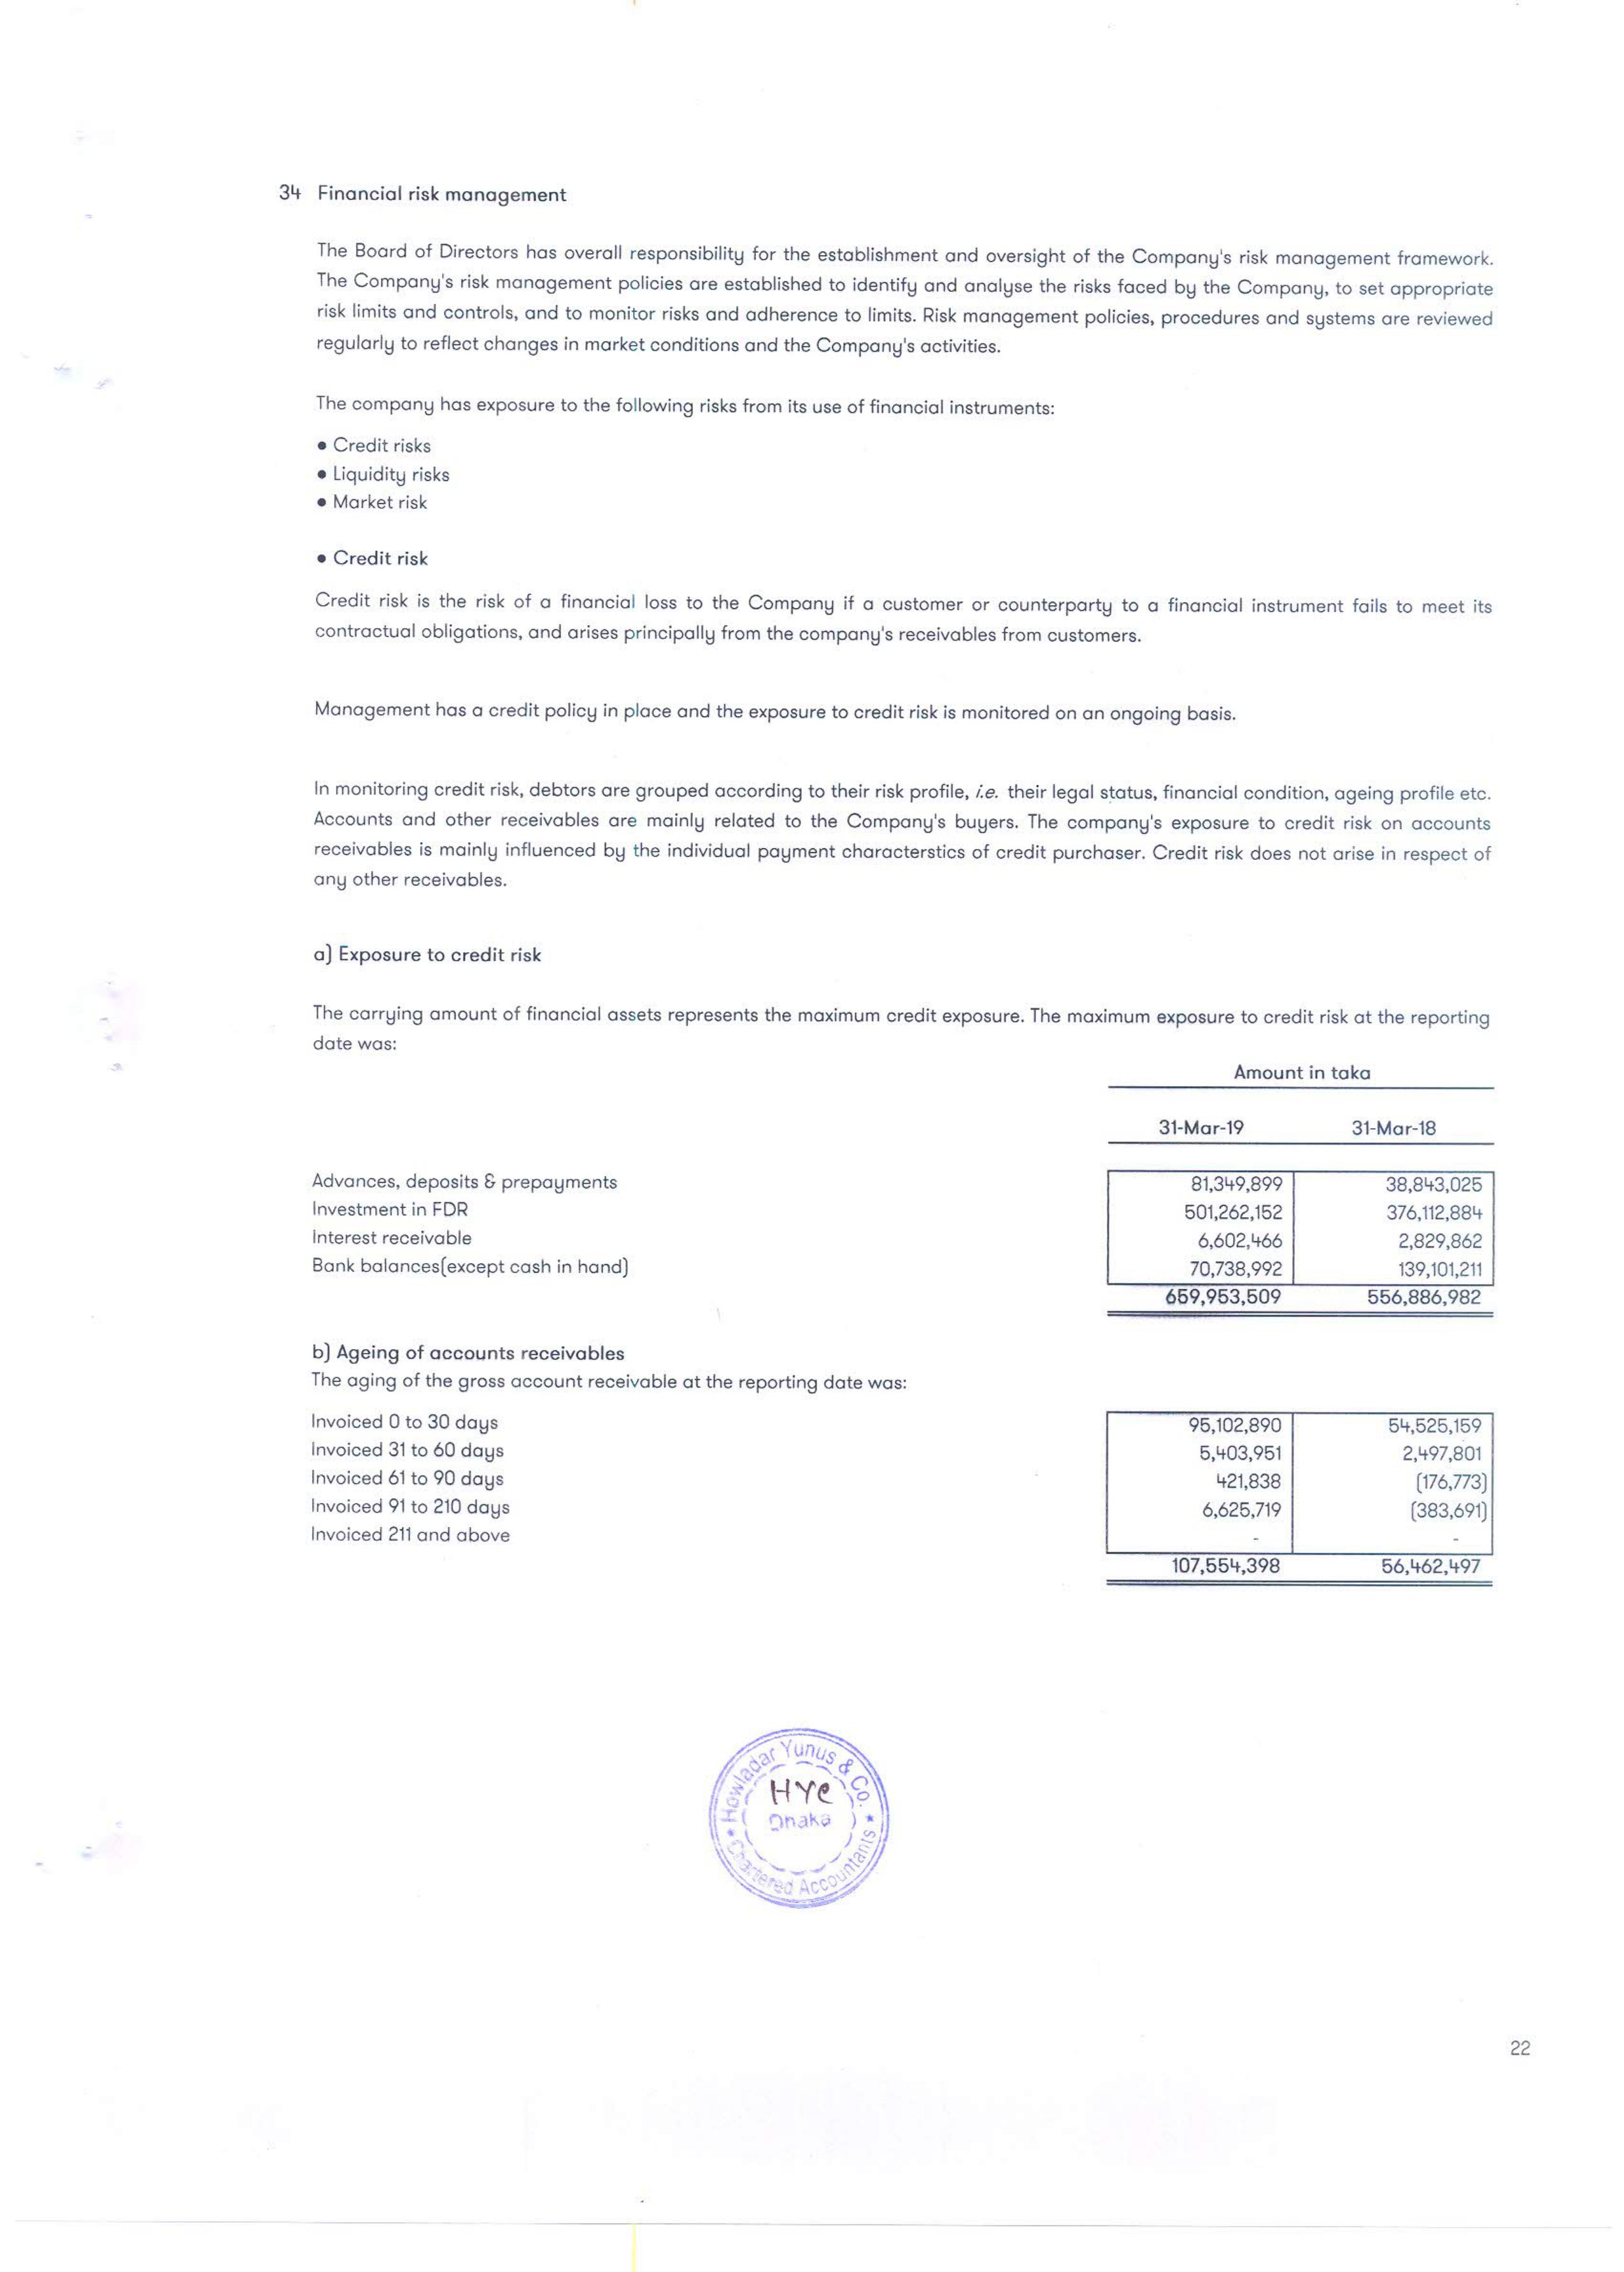 34 Financial risk management
The Board of Directors has overall responsibility for the establishment and oversight of the Company's risk management framework.
The Company's risk management policies are established to identify and analyse the risks faced by the Company, to set appropriate
risk limits and controls, and to monitor risks and adherence to limits. Risk management policies, procedures and systems are reviewed
regularly to reflect changes in market conditions and the Company's activities.
The company has exposure to the following risks from its use of financial instruments:
• Credit risks
• Liquidity risks
• Market risk
• Credit risk
Credit risk is the risk of a financial loss to the Company if a customer or counterparty to a financial instrument fails to meet its
contractual obligations, and arises principally from the company's receivables from customers.
Management has a credit policy in place and the exposure to credit risk is monitored on an ongoing basis.
In monitoring credit risk, debtors are grouped according to their risk profile, i.e. their legal status, financial condition, ageing profile etc.
Accounts and other receivables are mainly related to the Company's buyers. The company's exposure to credit risk on accounts
receivables is mainly influenced by the individual payment characterstics of credit purchaser. Credit risk does not arise in respect of
any other receivables.
a) Exposure to credit risk
The carrying amount of financial assets represents the maximum credit exposure. The maximum exposure to credit risk at the reporting
date was:
Amount in taka
31-Mar-19 31-Mar-18
Advances, deposits & prepayments 81,349,899 38,843,025
Investment in FDR 501,262,152 376,112,884
Interest receivable 6,602,466 2,829,862
Bank balances(except cash in hand) 70,738,992 139,101,211
659,953,509 556,886,982
b) Ageing of accounts receivables
The aging of the gross account receivable at the reporting date was:
Invoiced 0 to 30 days 95,102,890 54,525,159
Invoiced 31 to 60 days 5,403,951 2,497,801
Invoiced 61 to 90 days 421,838 (176,773)
Invoiced 91 to 210 days 6,625,719 (383,691)
Invoiced 211 and above - -
107,554,398 56,462,497
Howladar Yunus & Co.
HYC
Dhaka
* Chartered Accountants *
22